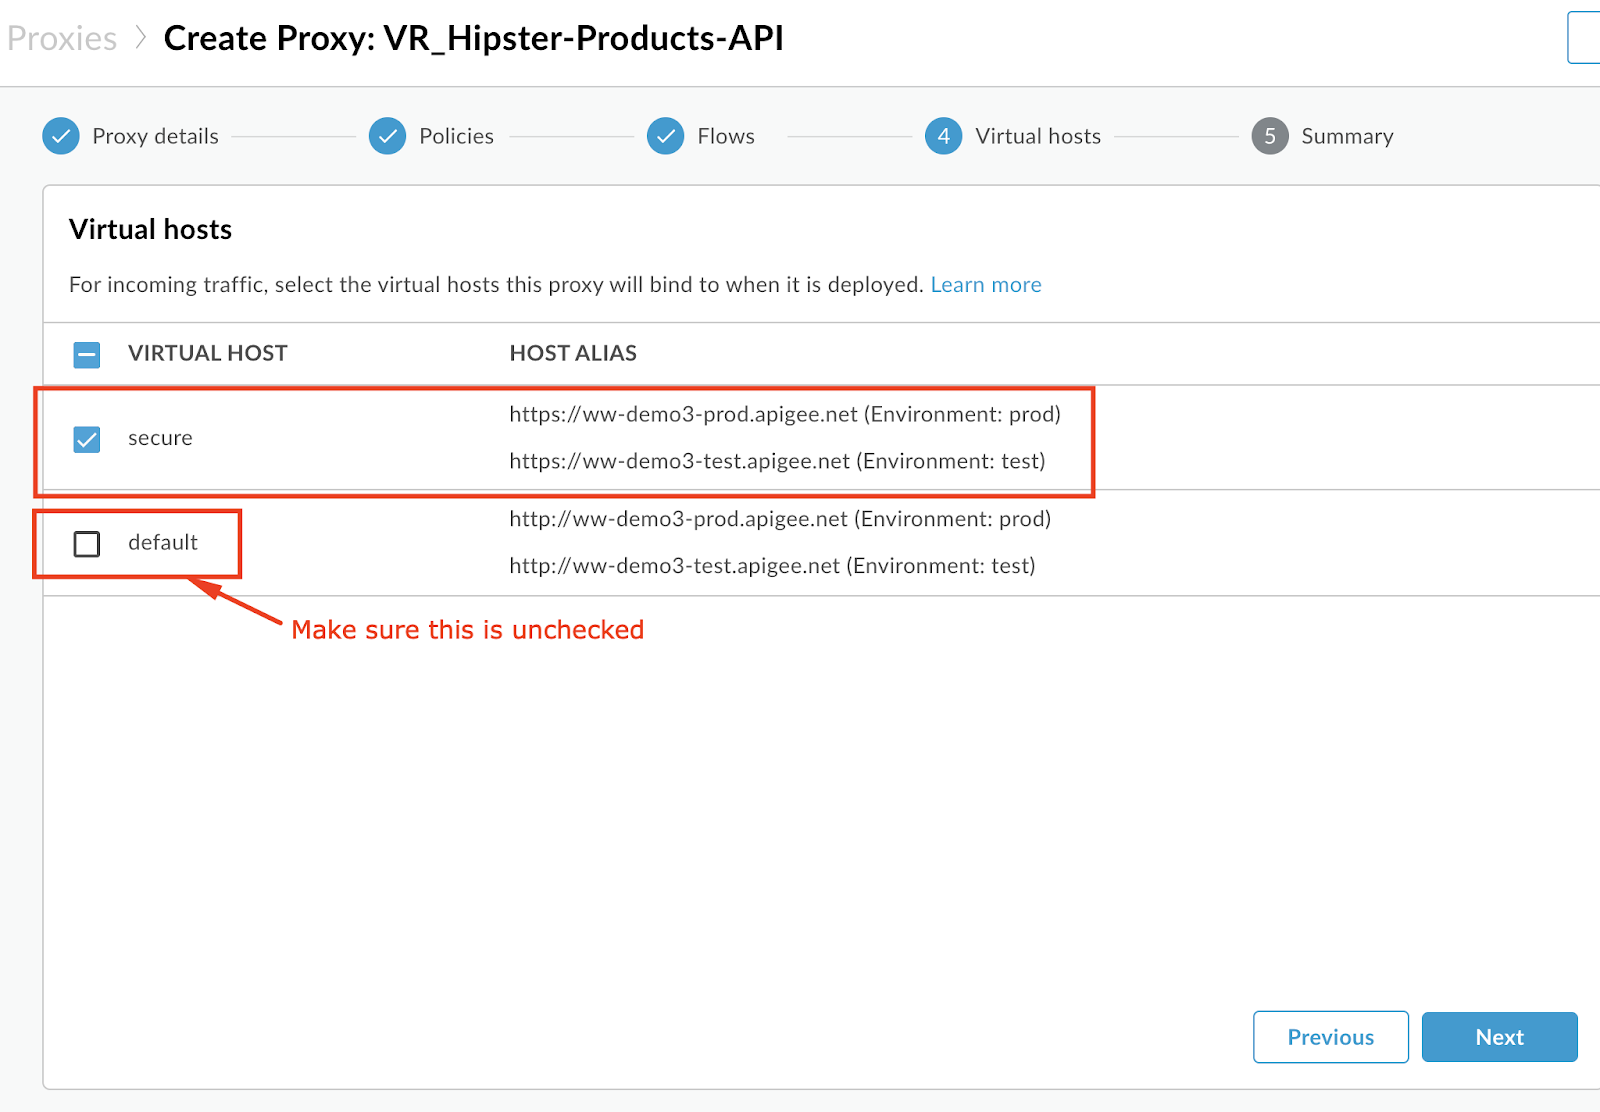 Proxies > Create Proxy: VR_Hipster-Products-API
Proxy details Policies Flows 4 Virtual hosts 5 Summary
Virtual hosts
For incoming traffic, select the virtual hosts this proxy will bind to when it is deployed. Learn more
VIRTUAL HOST HOST ALIAS
https://ww-demo3-prod.apigee.net (Environment: prod)
secure
https://ww-demo3-test.apigee.net (Environment: test)
http://ww-demo3-prod.apigee.net (Environment: prod)
default
http://ww-demo3-test.apigee.net (Environment: test)
Make sure this is unchecked
Previous Next